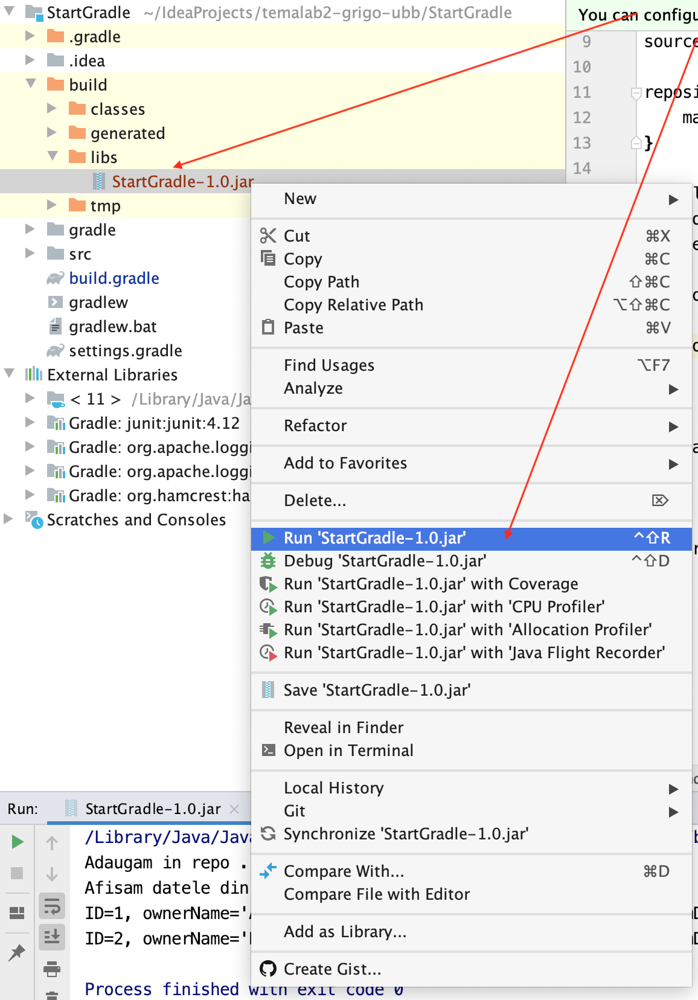 StartGradle ~/IdeaProjects/temalab2-grigo-ubb/StartGradle
.gradle
.idea
build
classes
generated
libs
StartGradle-1.0.jar
tmp
gradle
src
build.gradle
gradlew
gradlew.bat
settings.gradle
External Libraries
< 11 > /Library/Java/Ja
Gradle: junit:junit:4.12
Gradle: org.apache.loggi
Gradle: org.apache.loggi
Gradle: org.hamcrest:ha
Scratches and Consoles
You can configu
9 source
10
11 reposi
12 ma
13 }
14
New
Cut ⌘X
Copy ⌘C
Copy Path ⇧⌘C
Copy Relative Path ⌥⇧⌘C
Paste ⌘V
Find Usages ⌥F7
Analyze
Refactor
Add to Favorites
Delete... ⌦
Run 'StartGradle-1.0.jar' ^⇧R
Debug 'StartGradle-1.0.jar' ^⇧D
Run 'StartGradle-1.0.jar' with Coverage
Run 'StartGradle-1.0.jar' with 'CPU Profiler'
Run 'StartGradle-1.0.jar' with 'Allocation Profiler'
Run 'StartGradle-1.0.jar' with 'Java Flight Recorder'
Save 'StartGradle-1.0.jar'
Reveal in Finder
Open in Terminal
Local History
Git
Synchronize 'StartGradle-1.0.jar'
Compare With... ⌘D
Compare File with Editor
Add as Library...
Create Gist...
Run: StartGradle-1.0.jar
/Library/Java/Java
Adaugam in repo .
Afisam datele din
ID=1, ownerName='
ID=2, ownerName='
Process finished with exit code 0